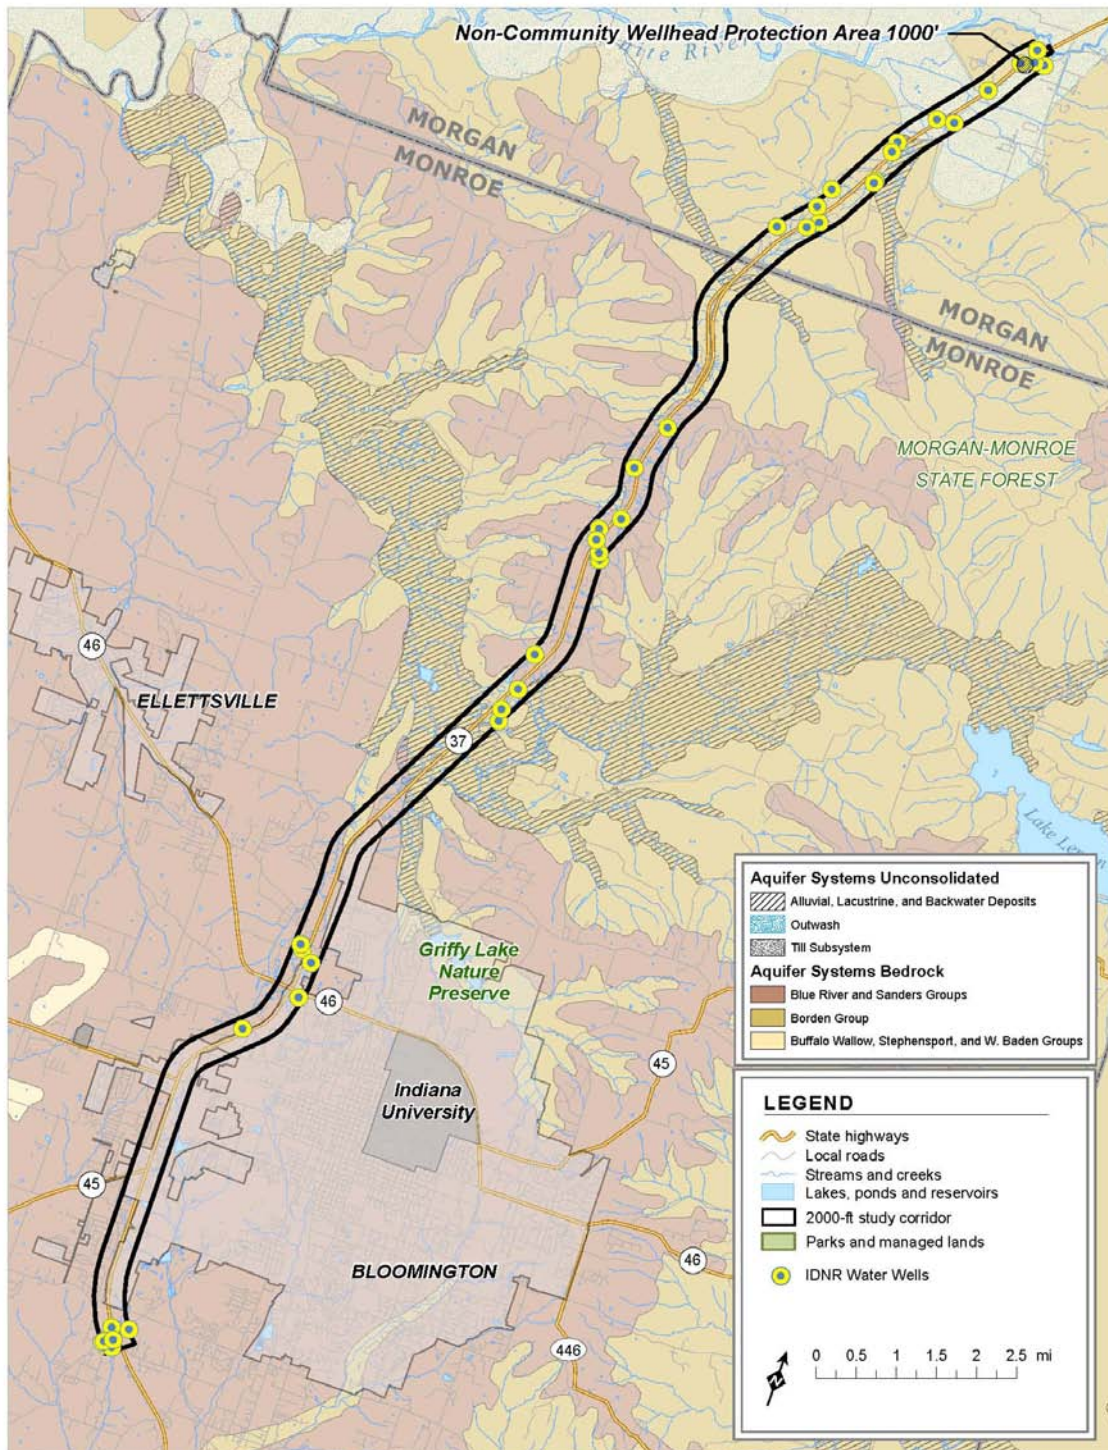 Non-Community Wellhead Protection Area 1000'
White River
MORGAN
MONROE
MORGAN
MONROE
MORGAN-MONROE
STATE FOREST
46
ELLETTSVILLE
37
Lake Lemon
Griffy Lake
Nature
Preserve
46
45
Indiana
University
45
46
BLOOMINGTON
446
Aquifer Systems Unconsolidated
Alluvial, Lacustrine, and Backwater Deposits
Outwash
Till Subsystem
Aquifer Systems Bedrock
Blue River and Sanders Groups
Borden Group
Buffalo Wallow, Stephensport, and W. Baden Groups
LEGEND
State highways
Local roads
Streams and creeks
Lakes, ponds and reservoirs
2000-ft study corridor
Parks and managed lands
IDNR Water Wells
N
0 0.5 1 1.5 2 2.5 mi